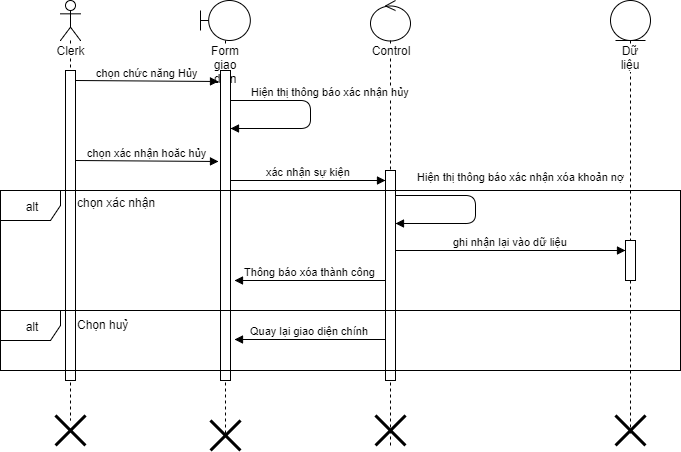 Clerk
Form
giao
diện
Control
Dữ
liệu
chọn chức năng Hủy
Hiện thị thông báo xác nhận hủy
chọn xác nhận hoăc hủy
xác nhận sự kiện
Hiện thị thông báo xác nhận xóa khoản nợ
alt
chọn xác nhận
ghi nhận lại vào dữ liệu
Thông báo xóa thành công
alt
Chọn huỷ
Quay lại giao diện chính